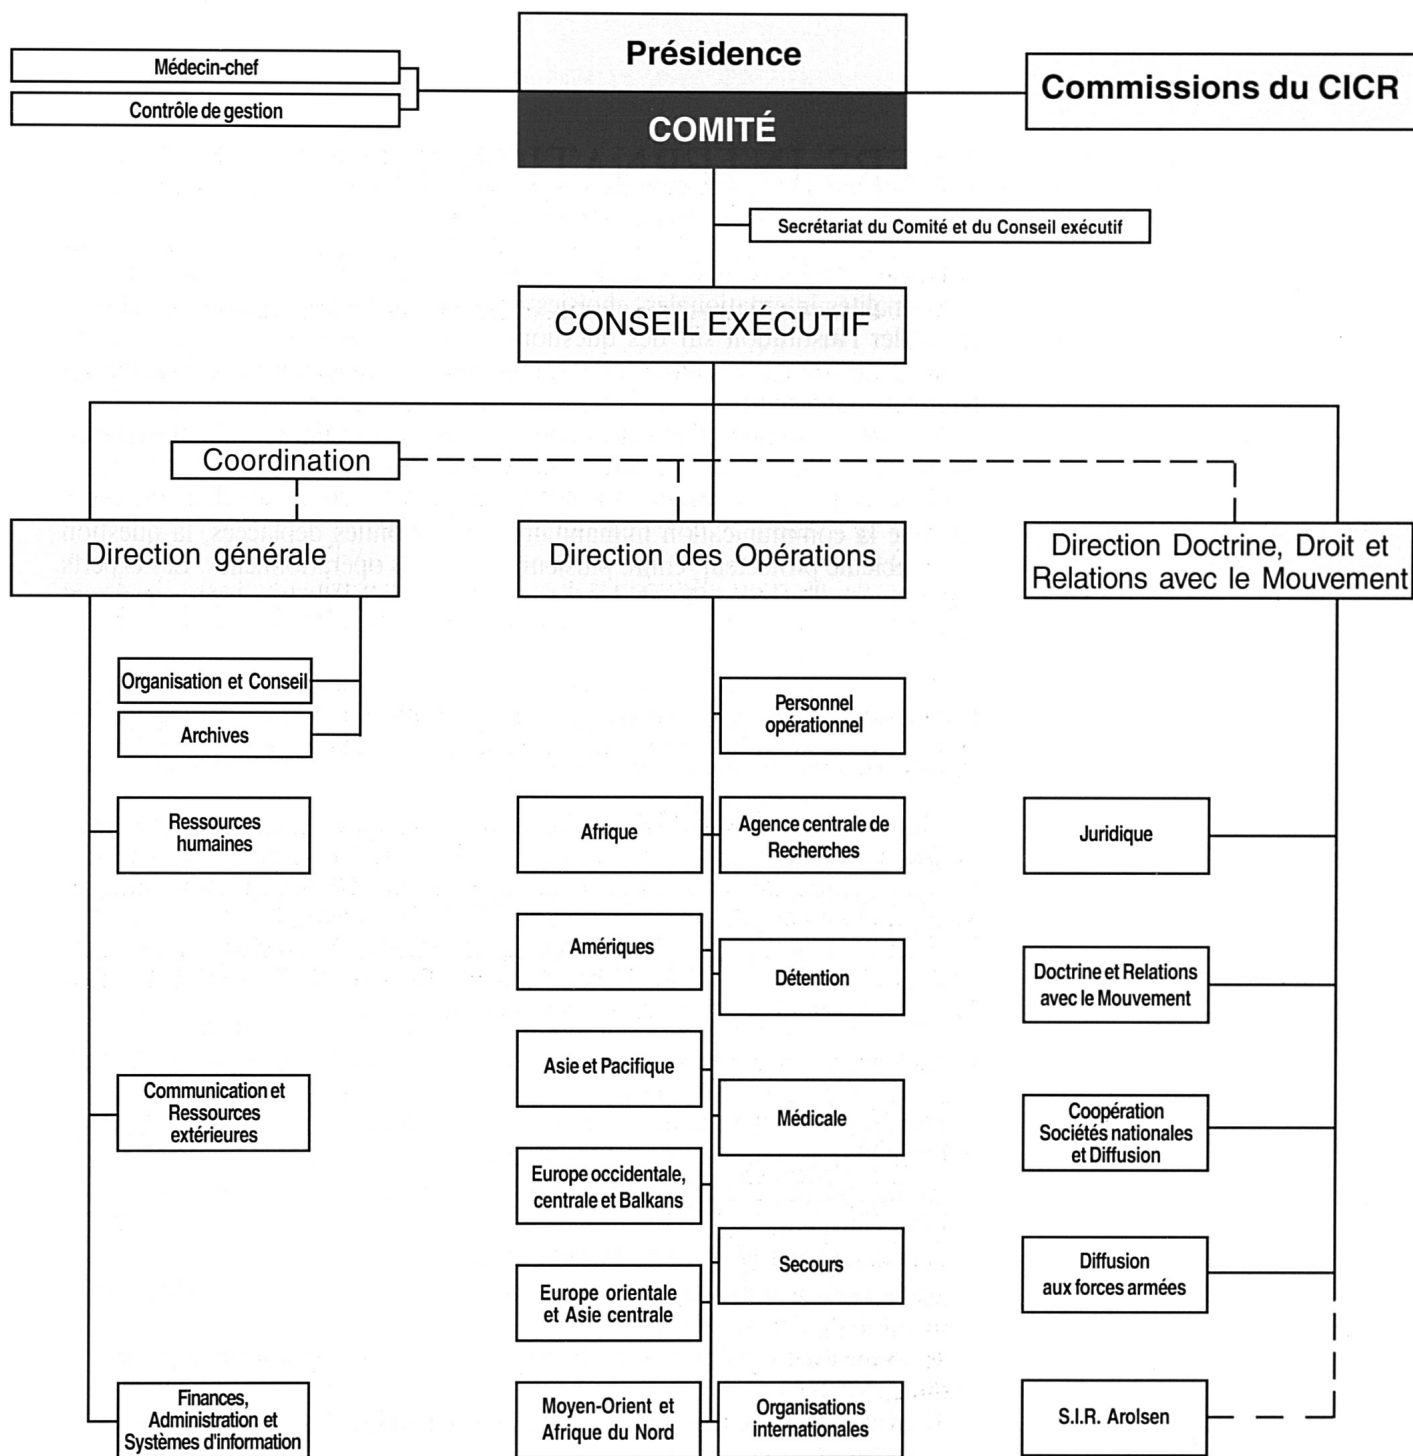 Présidence
COMITÉ
Médecin-chef
Contrôle de gestion
Commissions du CICR
Secrétariat du Comité et du Conseil exécutif
CONSEIL EXÉCUTIF
Coordination
Direction générale
Direction des Opérations
Direction Doctrine, Droit et
Relations avec le Mouvement
Organisation et Conseil
Archives
Ressources
humaines
Communication et
Ressources
extérieures
Finances,
Administration et
Systèmes d'information
Personnel
opérationnel
Afrique
Agence centrale de
Recherches
Amériques
Détention
Asie et Pacifique
Médicale
Europe occidentale,
centrale et Balkans
Secours
Europe orientale
et Asie centrale
Moyen-Orient et
Afrique du Nord
Organisations
internationales
Juridique
Doctrine et Relations
avec le Mouvement
Coopération
Sociétés nationales
et Diffusion
Diffusion
aux forces armées
S.I.R. Arolsen